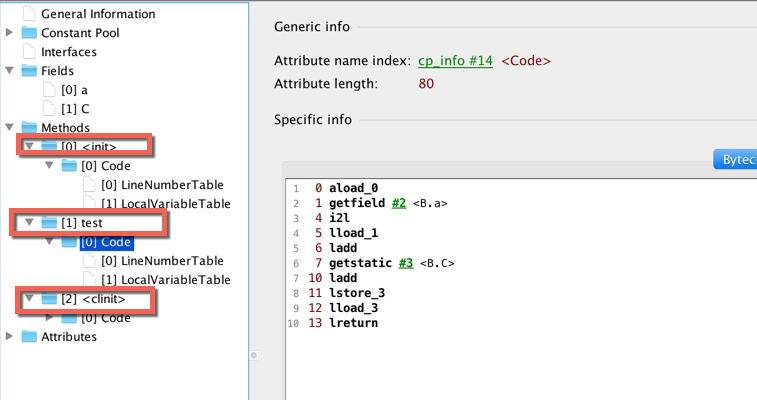 General Information
Constant Pool
Interfaces
Fields
[0] a
[1] C
Methods
[0] <init>
[0] Code
[0] LineNumberTable
[1] LocalVariableTable
[1] test
[0] Code
[0] LineNumberTable
[1] LocalVariableTable
[2] <clinit>
[0] Code
Attributes
Generic info
Attribute name index: cp_info #14 <Code>
Attribute length: 80
Specific info
Bytec
1 0 aload_0
2 1 getfield #2 <B.a>
3 4 i2l
4 5 lload_1
5 6 ladd
6 7 getstatic #3 <B.C>
7 10 ladd
8 11 lstore_3
9 12 lload_3
10 13 lreturn